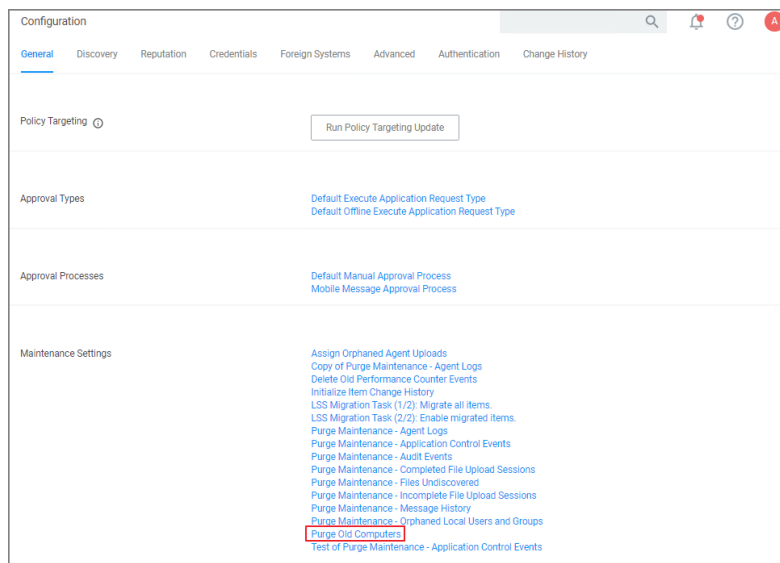 Configuration
A
General Discovery Reputation Credentials Foreign Systems Advanced Authentication Change History
Policy Targeting
Run Policy Targeting Update
Approval Types
Default Execute Application Request Type
Default Offline Execute Application Request Type
Approval Processes
Default Manual Approval Process
Mobile Message Approval Process
Maintenance Settings
Assign Orphaned Agent Uploads
Copy of Purge Maintenance - Agent Logs
Delete Old Performance Counter Events
Initialize Item Change History
LSS Migration Task (1/2): Migrate all items.
LSS Migration Task (2/2): Enable migrated items.
Purge Maintenance - Agent Logs
Purge Maintenance - Application Control Events
Purge Maintenance - Audit Events
Purge Maintenance - Completed File Upload Sessions
Purge Maintenance - Files Undiscovered
Purge Maintenance - Incomplete File Upload Sessions
Purge Maintenance - Message History
Purge Maintenance - Orphaned Local Users and Groups
Purge Old Computers
Test of Purge Maintenance - Application Control Events